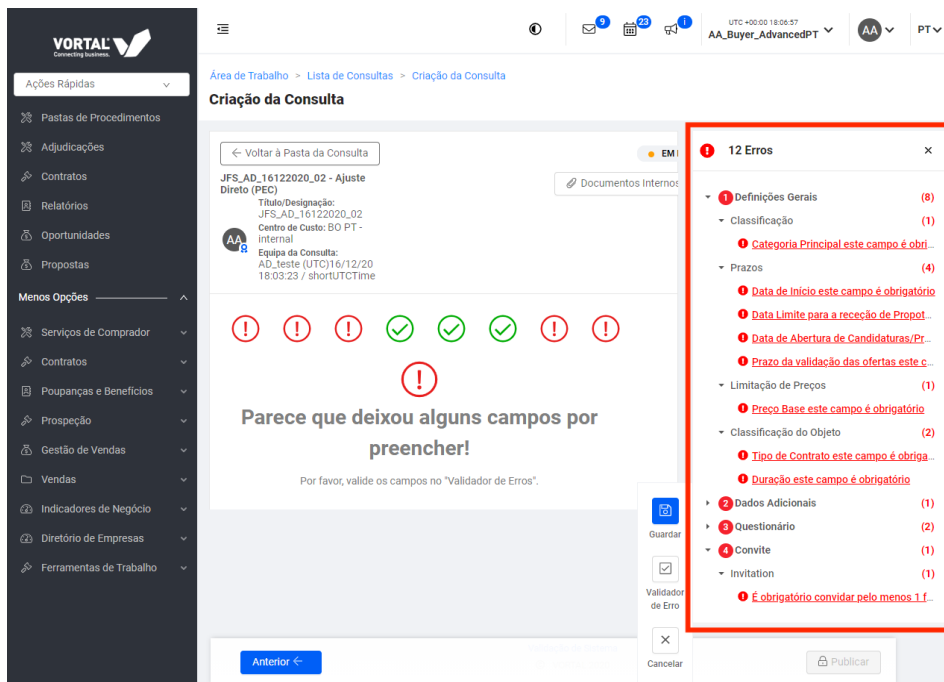 VORTAL
Connecting business.
Ações Rápidas
Pastas de Procedimentos
Adjudicações
Contratos
Relatórios
Oportunidades
Propostas
Menos Opções
Serviços de Comprador
Contratos
Poupanças e Benefícios
Prospeção
Gestão de Vendas
Vendas
Indicadores de Negócio
Diretório de Empresas
Ferramentas de Trabalho
9
23
i
UTC +00:00 18:06:57
AA_Buyer_AdvancedPT
AA
PT
Área de Trabalho > Lista de Consultas > Criação da Consulta
Criação da Consulta
← Voltar à Pasta da Consulta
EM
JFS_AD_16122020_02 - Ajuste
Direto (PEC)
Documentos Internos
Título/Designação:
JFS_AD_16122020_02
Centro de Custo: BO PT -
internal
AA
Equipa da Consulta:
AD_teste (UTC)16/12/20
18:03:23 / shortUTCTime
Parece que deixou alguns campos por
preencher!
Por favor, valide os campos no "Validador de Erros".
Guardar
Validador
de Erro
Cancelar
Anterior ←
Publicar
12 Erros
1 Definições Gerais (8)
Classificação (1)
Categoria Principal este campo é obri...
Prazos (4)
Data de Início este campo é obrigatório
Data Limite para a receção de Propot...
Data de Abertura de Candidaturas/Pr...
Prazo da validação das ofertas este c...
Limitação de Preços (1)
Preço Base este campo é obrigatório
Classificação do Objeto (2)
Tipo de Contrato este campo é obriga...
Duração este campo é obrigatório
2 Dados Adicionais (1)
3 Questionário (2)
4 Convite (1)
Invitation (1)
É obrigatório convidar pelo menos 1 f...